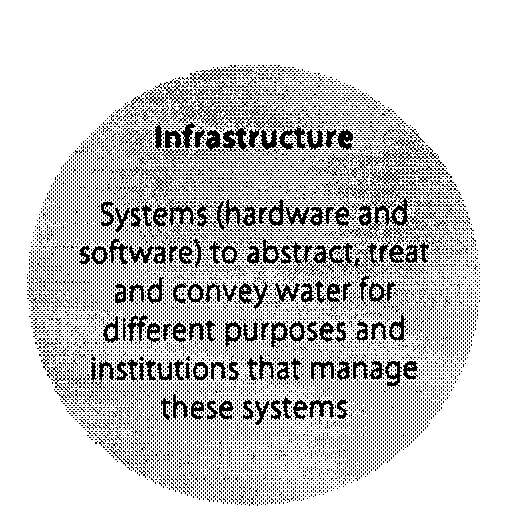 Infrastructure
Systems (hardware and
software) to abstract, treat
and convey water for
different purposes and
institutions that manage
these systems